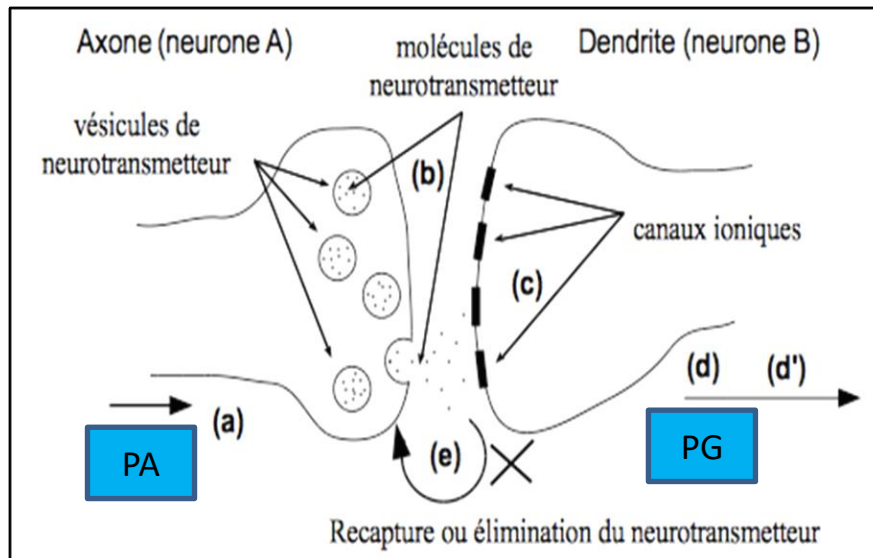 Axone (neurone A)
molécules de
neurotransmetteur
Dendrite (neurone B)
vésicules de
neurotransmetteur
(b)
canaux ioniques
(c)
(a)
(d) (d')
PA
(e)
PG
Recapture ou élimination du neurotransmetteur